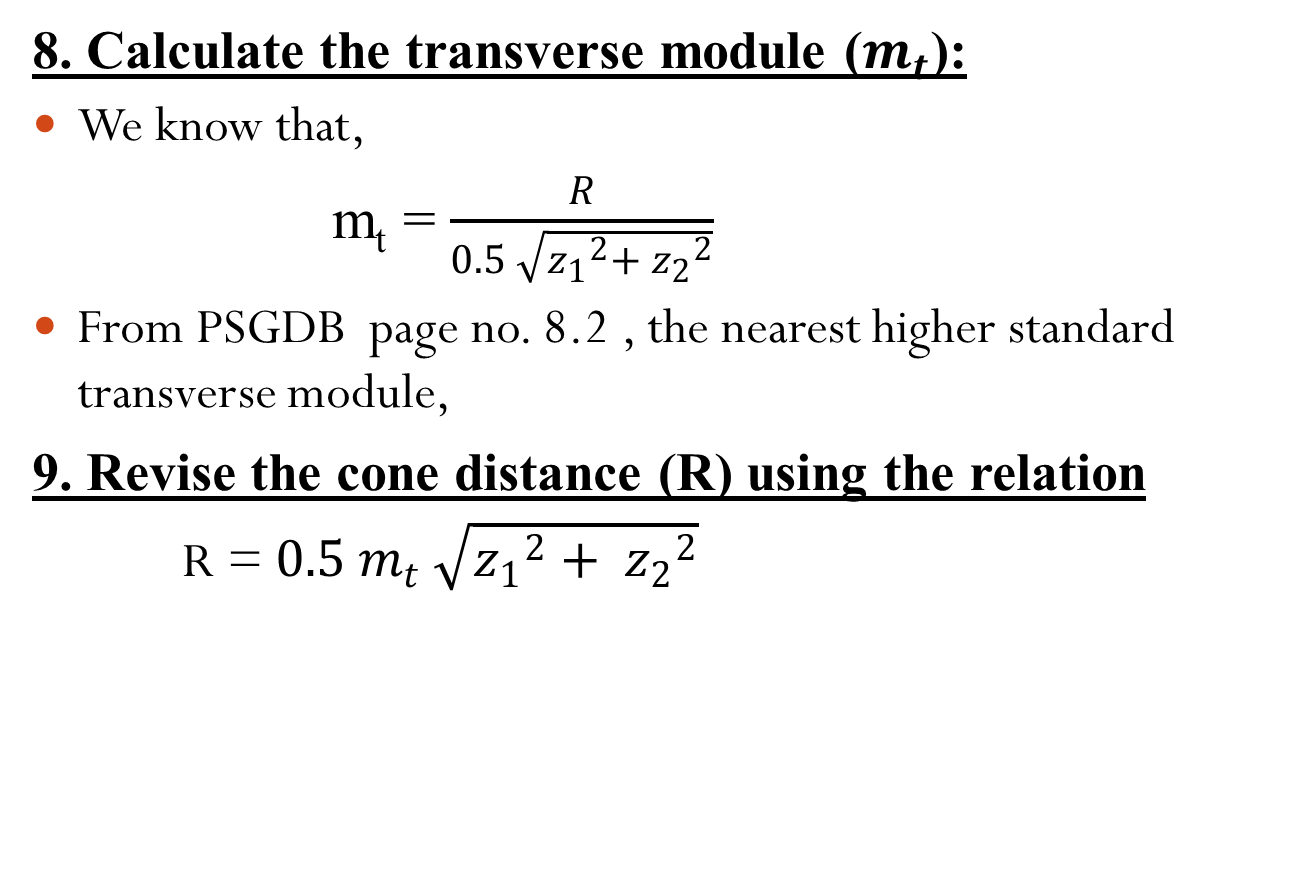 8. Calculate the transverse module (𝒎ₜ):
• We know that,
mₜ = R / (0.5 √(z₁² + z₂²))
• From PSGDB page no. 8.2 , the nearest higher standard
transverse module,
9. Revise the cone distance (R) using the relation
R = 0.5 mₜ √(z₁² + z₂²)